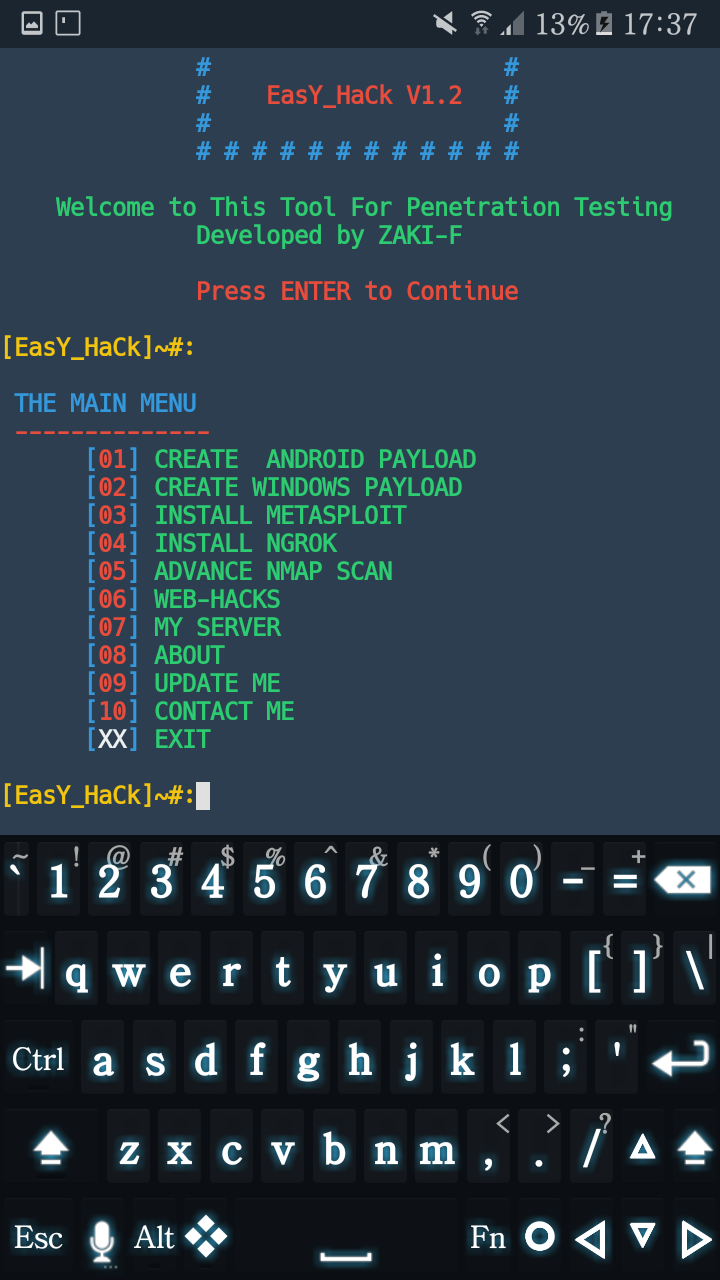 13% 17:37
# #
# EasY_HaCk V1.2 #
# #
# # # # # # # # # # # #
Welcome to This Tool For Penetration Testing
Developed by ZAKI-F
Press ENTER to Continue
[EasY_HaCk]~#:
THE MAIN MENU
--------------
[01] CREATE  ANDROID PAYLOAD
[02] CREATE WINDOWS PAYLOAD
[03] INSTALL METASPLOIT
[04] INSTALL NGROK
[05] ADVANCE NMAP SCAN
[06] WEB-HACKS
[07] MY SERVER
[08] ABOUT
[09] UPDATE ME
[10] CONTACT ME
[XX] EXIT
[EasY_HaCk]~#:
~ ! @ # $ % ^ & * ( ) _ +
` 1 2 3 4 5 6 7 8 9 0 - =
{ } |
q w e r t y u i o p [ ] \
: "
Ctrl a s d f g h j k l ; '
< > ?
z x c v b n m , . /
Esc Alt Fn